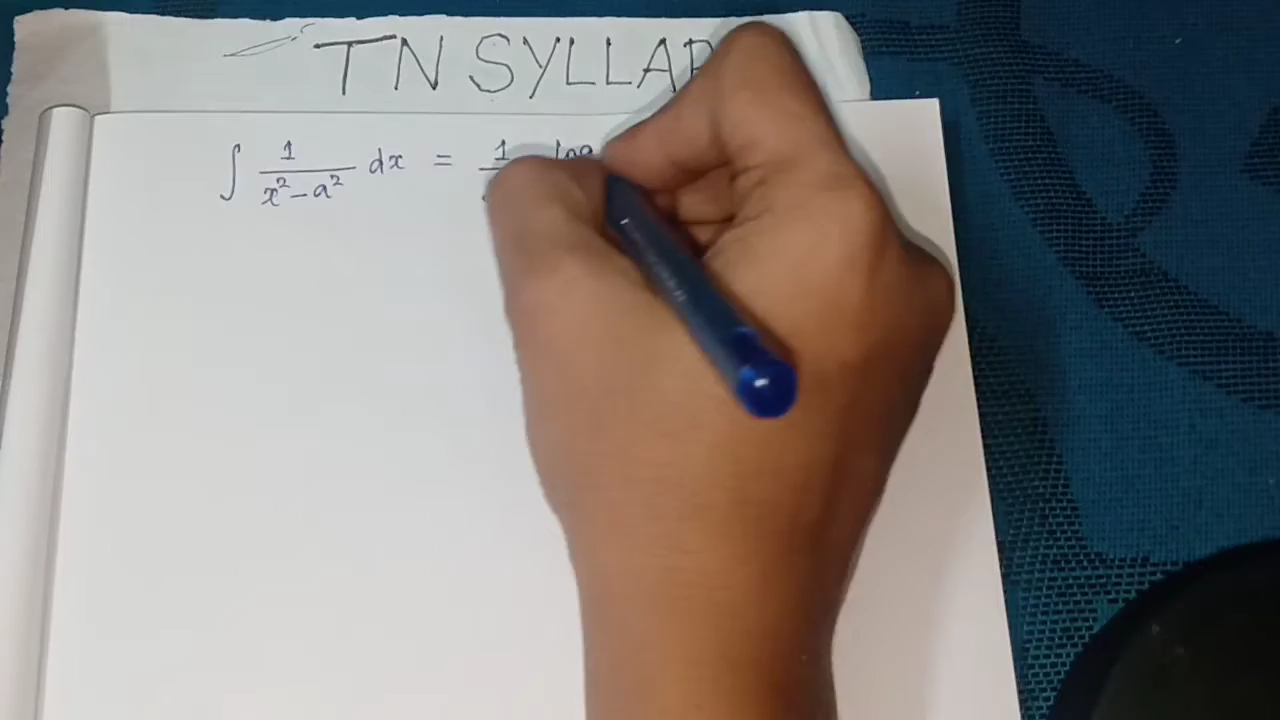 TN SYLLAB
∫ 1/(x²-a²) dx = 1/ log